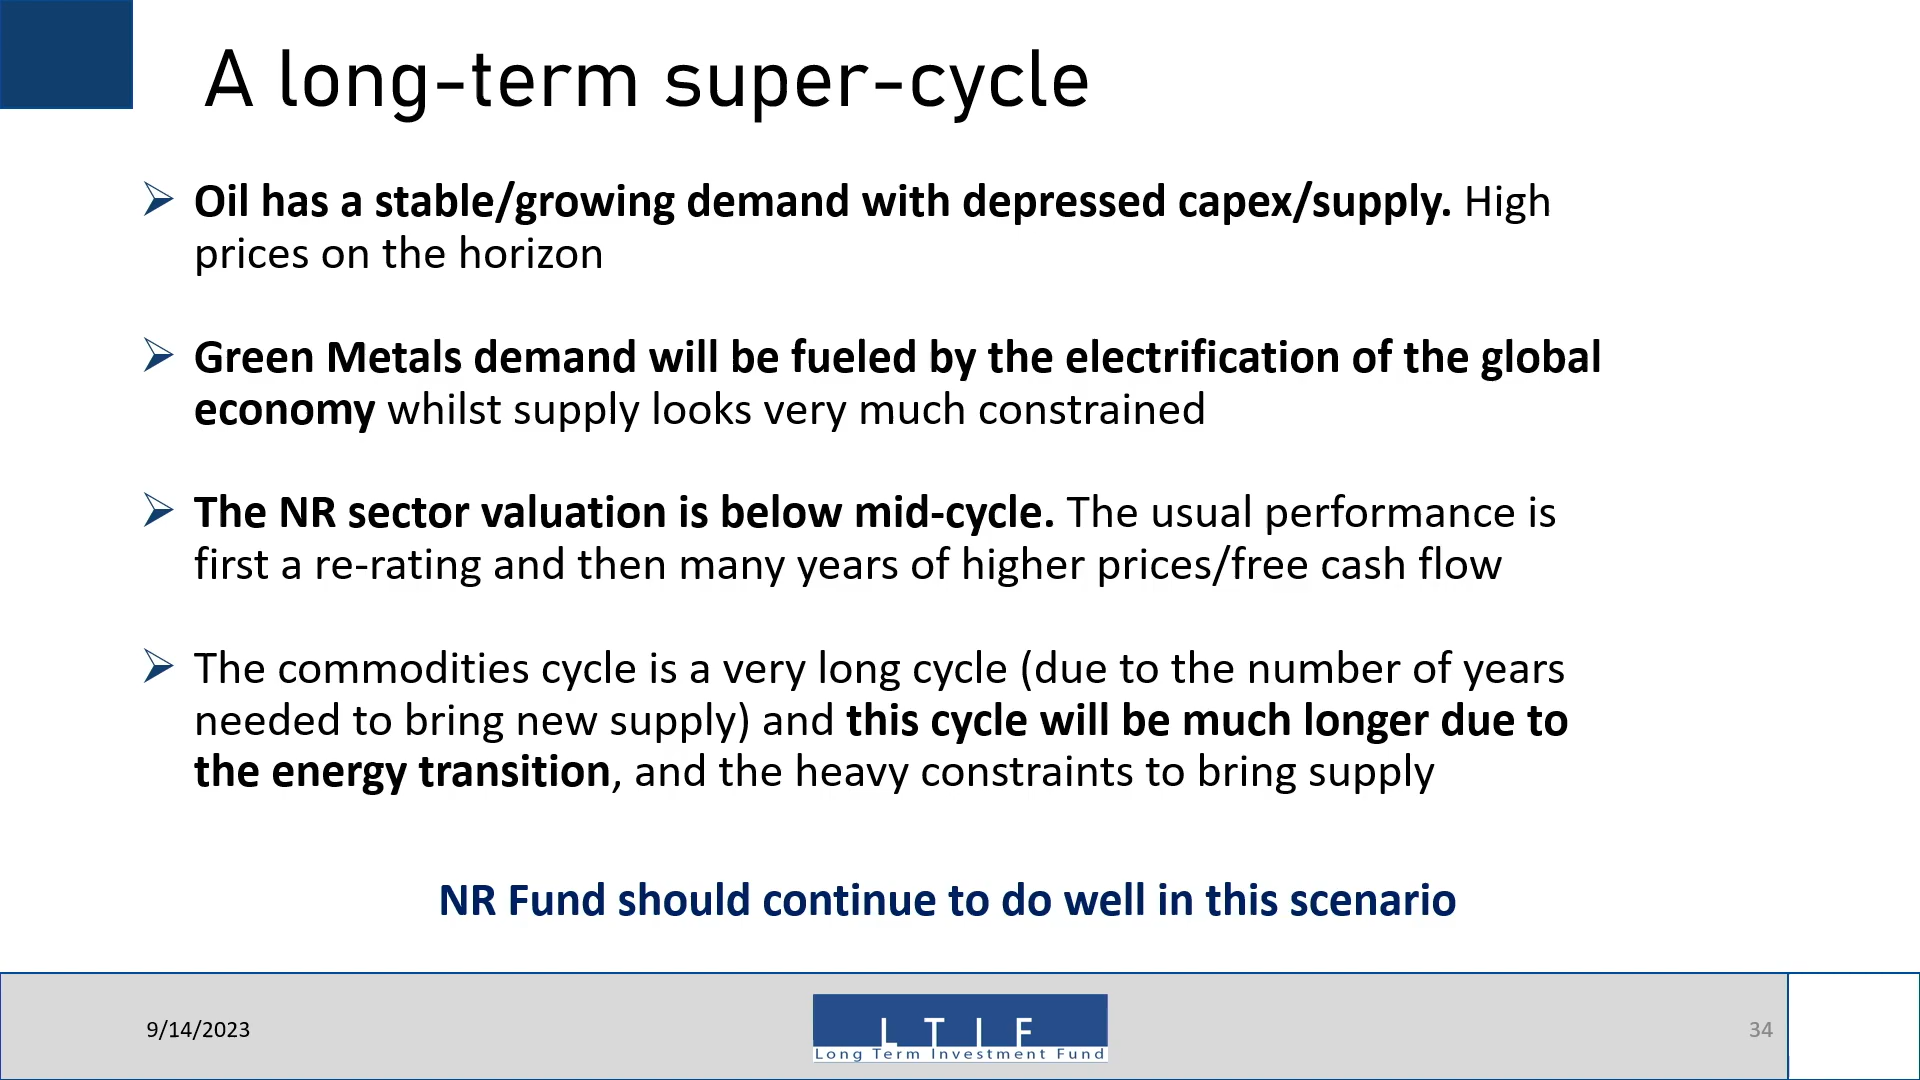 A long-term super-cycle
Oil has a stable/growing demand with depressed capex/supply. High
prices on the horizon
Green Metals demand will be fueled by the electrification of the global
economy whilst supply looks very much constrained
The NR sector valuation is below mid-cycle. The usual performance is
first a re-rating and then many years of higher prices/free cash flow
The commodities cycle is a very long cycle (due to the number of years
needed to bring new supply) and this cycle will be much longer due to
the energy transition, and the heavy constraints to bring supply
NR Fund should continue to do well in this scenario
9/14/2023
LTIF
Long Term Investment Fund
34